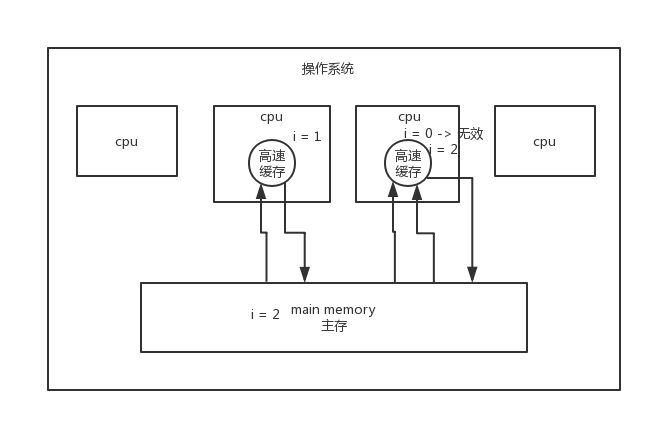 操作系统
cpu
cpu
i = 1
高速
缓存
cpu
i = 0 -> 无效
i = 2
高速
缓存
cpu
i = 2
main memory
主存